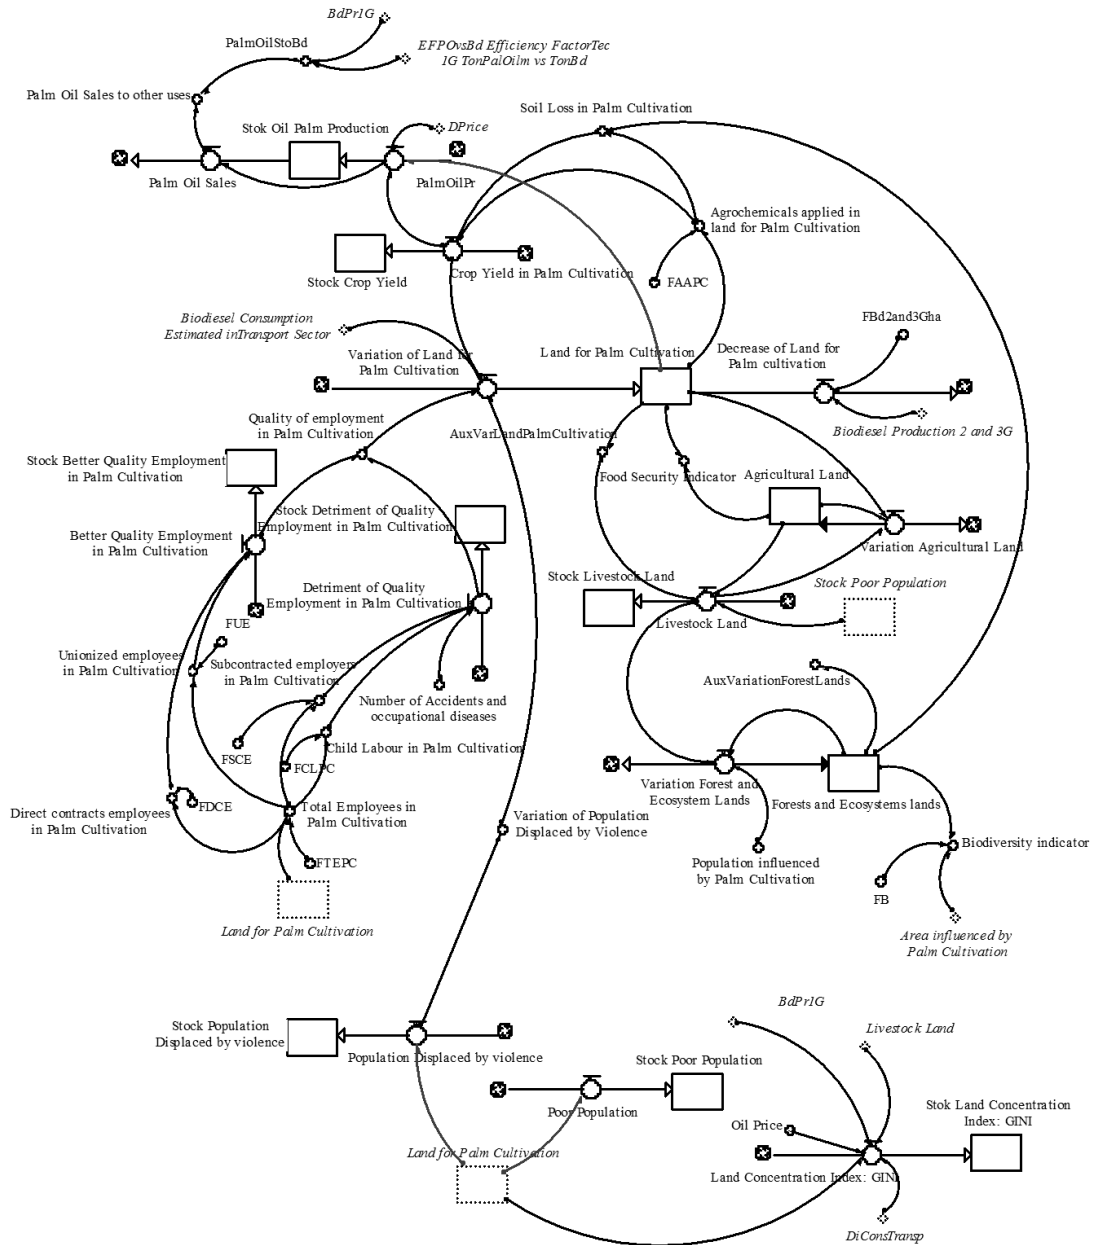 BdPr1G
PalmOilStoBd
EFPOvsBd Efficiency FactorTec
1G TonPalOilm vs TonBd
Palm Oil Sales to other uses
Stok Oil Palm Production
DPrice
Soil Loss in Palm Cultivation
Palm Oil Sales
PalmOilPr
Agrochemicals applied in
land for Palm Cultivation
Stock Crop Yield
Crop Yield in Palm Cultivation
FAAPC
Biodiesel Consumption
Estimated inTransport Sector
FBd2and3Gha
Variation of Land for
Palm Cultivation
Land for Palm Cultivation
Decrease of Land for
Palm cultivation
Quality of employment
in Palm Cultivation
AuxVarLandPalmCultivation
Biodiesel Production 2 and 3G
Stock Better Quality Employment
in Palm Cultivation
Food Security Indicator
Agricultural Land
Stock Detriment of Quality
Employment in Palm Cultivation
Better Quality Employment
in Palm Cultivation
Variation Agricultural Land
Detriment of Quality
Employment in Palm Cultivation
Stock Livestock Land
Stock Poor Population
FUE
Livestock Land
Unionized employees
in Palm Cultivation
Subcontracted employers
in Palm Cultivation
Number of Accidents and
occupational diseases
AuxVariationForestLands
FSCE
Child Labour in Palm Cultivation
FCLPC
Variation Forest and
Ecosystem Lands
Forests and Ecosystems lands
Direct contracts employees
in Palm Cultivation
FDCE
Total Employees in
Palm Cultivation
Variation of Population
Displaced by Violence
Biodiversity indicator
Population influenced
by Palm Cultivation
FTEPC
FB
Land for Palm Cultivation
Area influenced by
Palm Cultivation
BdPr1G
Stock Population
Displaced by violence
Population Displaced by violence
Livestock Land
Stock Poor Population
Poor Population
Oil Price
Stok Land Concentration
Index: GINI
Land for Palm Cultivation
Land Concentration Index: GINI
DiConsTransp